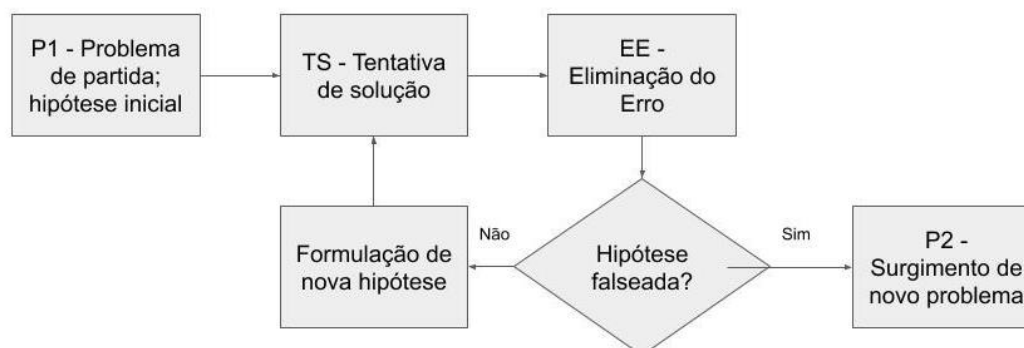 P1 - Problema
de partida;
hipótese inicial
TS - Tentativa
de solução
EE -
Eliminação do
Erro
Formulação de
nova hipótese
Não
Hipótese
falseada?
Sim
P2 -
Surgimento de
novo problema